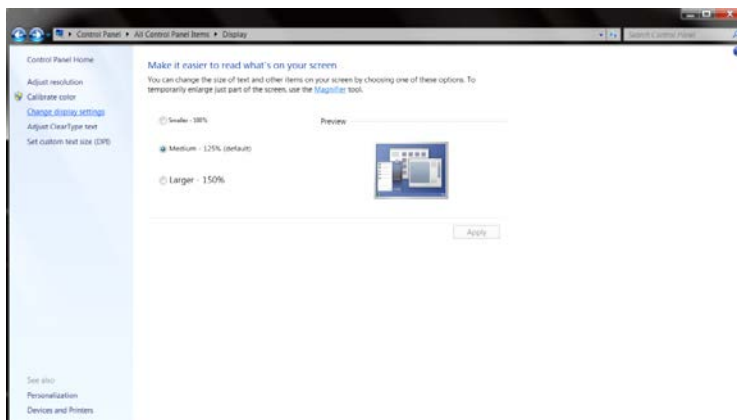 Control Panel ▸ All Control Panel Items ▸ Display
Search Control Panel
Control Panel Home
Adjust resolution
Calibrate color
Change display settings
Adjust ClearType text
Set custom text size (DPI)
See also
Personalization
Devices and Printers
Make it easier to read what's on your screen
You can change the size of text and other items on your screen by choosing one of these options. To
temporarily enlarge just part of the screen, use the Magnifier tool.
Smaller - 100%
Preview
Medium - 125% (default)
Larger - 150%
Apply